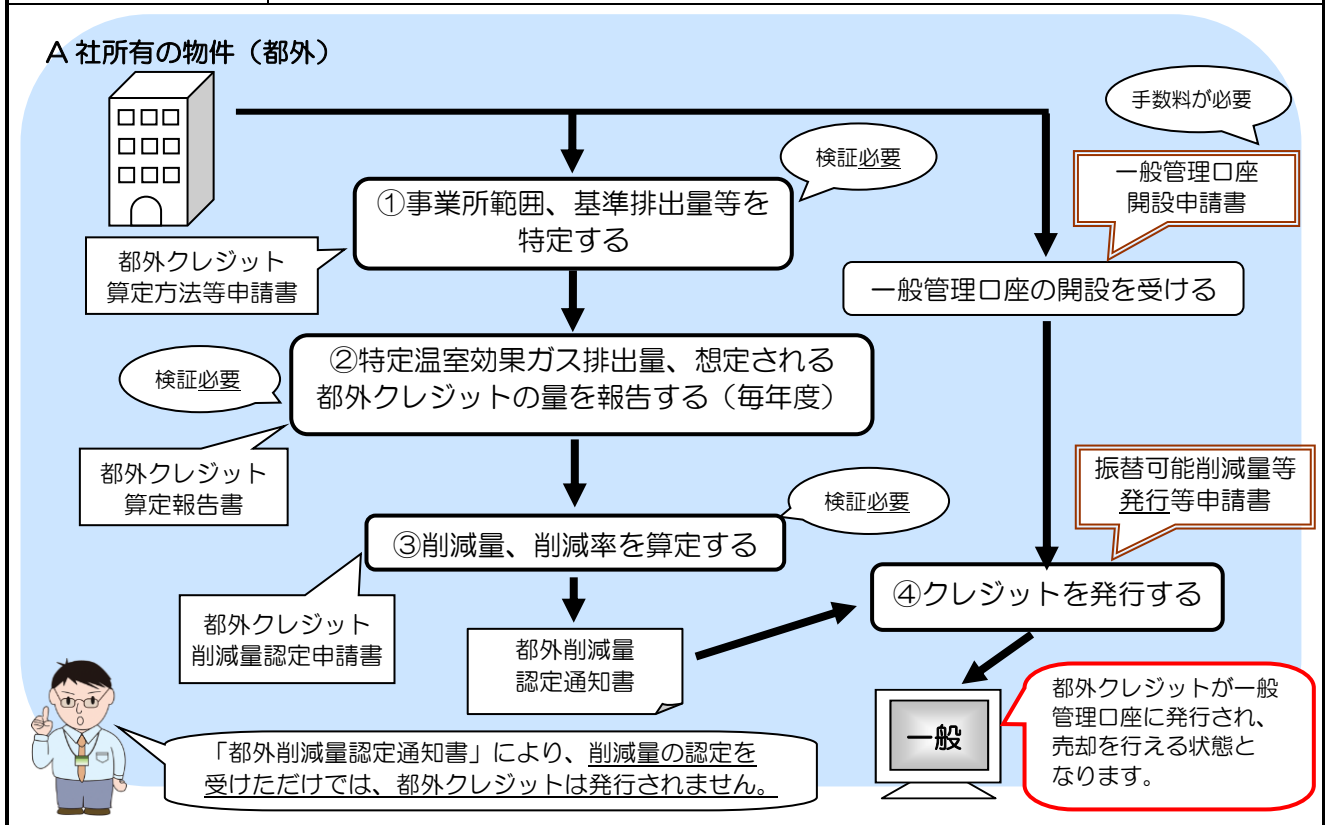 A 社所有の物件（都外）
手数料が必要
検証必要
一般管理口座
開設申請書
①事業所範囲、基準排出量等を
特定する
都外クレジット
算定方法等申請書
一般管理口座の開設を受ける
②特定温室効果ガス排出量、想定される
都外クレジットの量を報告する（毎年度）
検証必要
都外クレジット
算定報告書
振替可能削減量等
発行等申請書
検証必要
③削減量、削減率を算定する
④クレジットを発行する
都外クレジット
削減量認定申請書
都外削減量
認定通知書
一般
都外クレジットが一般
管理口座に発行され、
売却を行える状態と
なります。
「都外削減量認定通知書」により、削減量の認定を
受けただけでは、都外クレジットは発行されません。